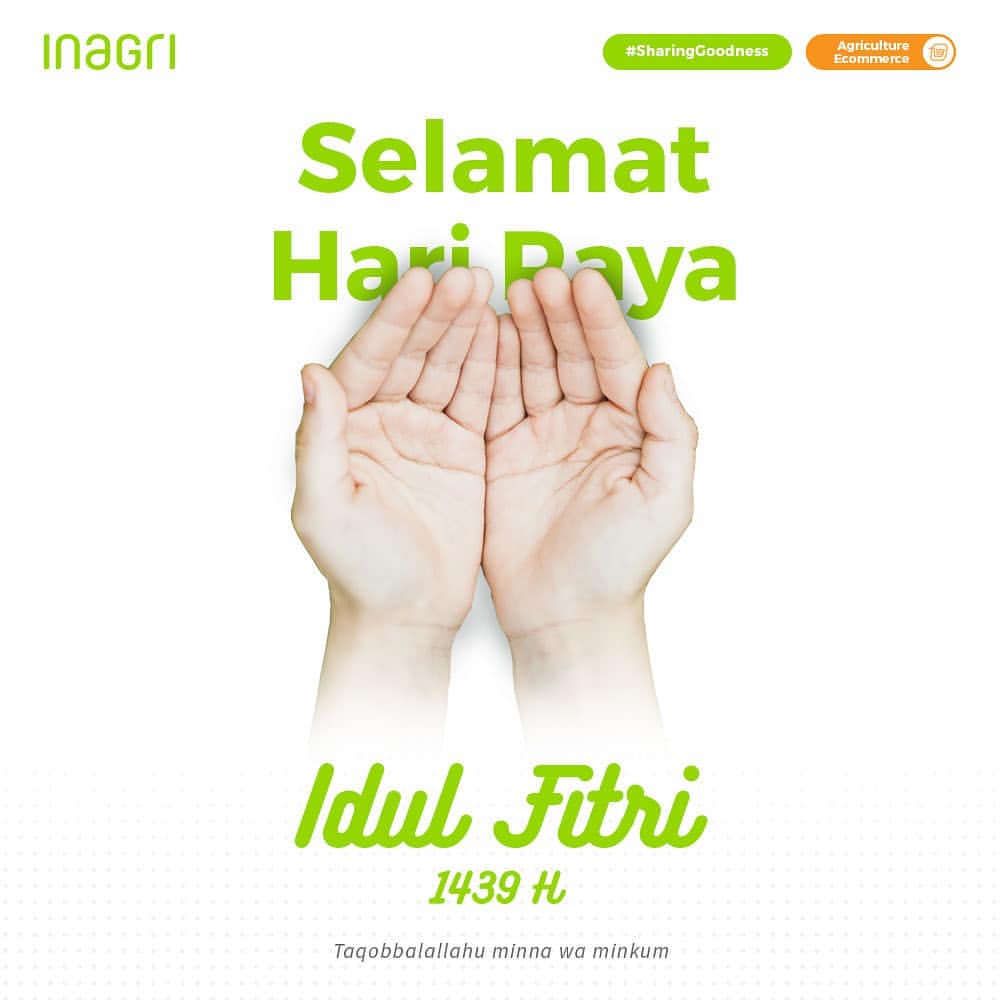 INAGRI
#SharingGoodness
Agriculture
Ecommerce
Selamat
Hari Raya
Idul Fitri
1439 H
Taqobbalallahu minna wa minkum